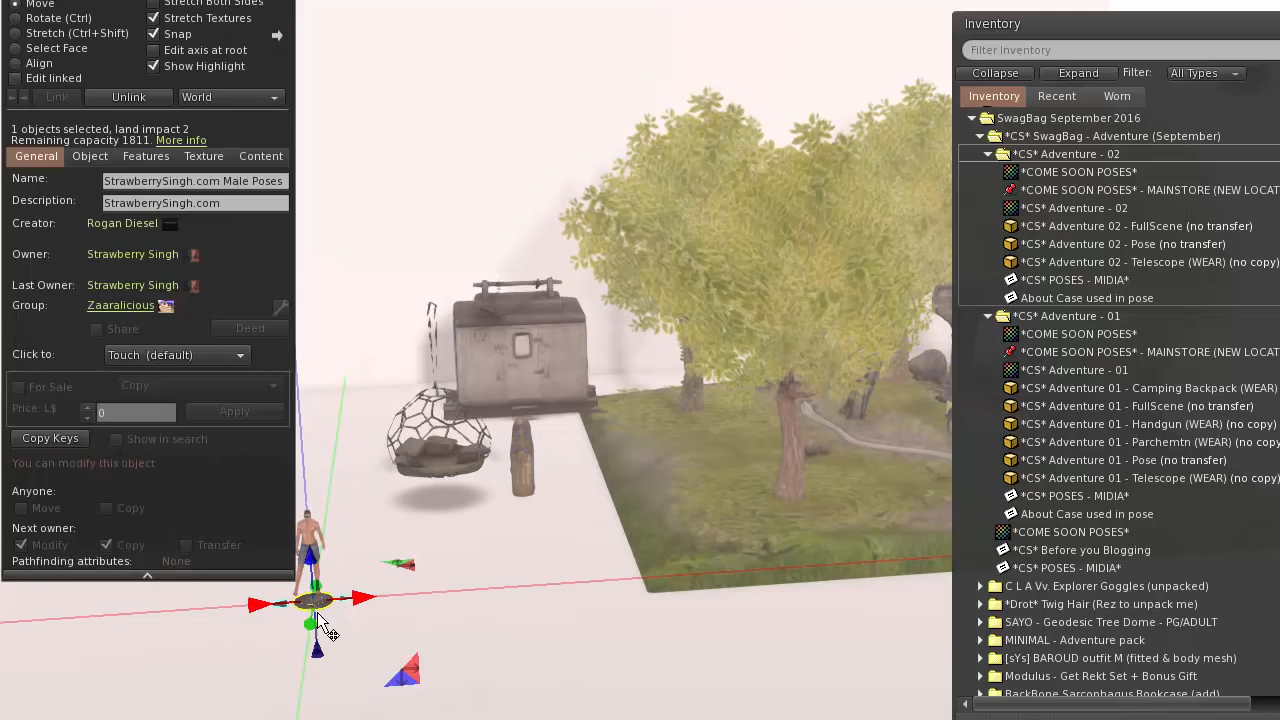 Move
Stretch Both Sides
Rotate (Ctrl)
Stretch Textures
Stretch (Ctrl+Shift)
Snap
Select Face
Edit axis at root
Align
Show Highlight
Edit linked
Link
Unlink
World
1 objects selected, land impact 2
Remaining capacity 1811. More info
General Object Features Texture Content
Name: StrawberrySingh.com Male Poses
Description: StrawberrySingh.com
Creator: Rogan Diesel
Owner: Strawberry Singh
Last Owner: Strawberry Singh
Group: Zaaralicious
Share
Deed
Click to: Touch (default)
For Sale
Copy
Price: L$ 0
Apply
Copy Keys
Show in search
You can modify this object
Anyone:
Move Copy
Next owner:
Modify Copy Transfer
Pathfinding attributes: None
Inventory
Filter Inventory
Collapse Expand Filter: All Types
Inventory Recent Worn
SwagBag September 2016
*CS* SwagBag - Adventure (September)
*CS* Adventure - 02
*COME SOON POSES*
*COME SOON POSES* - MAINSTORE (NEW LOCAT
*CS* Adventure - 02
*CS* Adventure 02 - FullScene (no transfer)
*CS* Adventure 02 - Pose (no transfer)
*CS* Adventure 02 - Telescope (WEAR) (no copy)
*CS* POSES - MIDIA*
About Case used in pose
*CS* Adventure - 01
*COME SOON POSES*
*COME SOON POSES* - MAINSTORE (NEW LOCAT
*CS* Adventure - 01
*CS* Adventure 01 - Camping Backpack (WEAR)
*CS* Adventure 01 - FullScene (no transfer)
*CS* Adventure 01 - Handgun (WEAR) (no copy
*CS* Adventure 01 - Parchemtn (WEAR) (no copy
*CS* Adventure 01 - Pose (no transfer)
*CS* Adventure 01 - Telescope (WEAR) (no copy)
*CS* POSES - MIDIA*
About Case used in pose
*COME SOON POSES*
*CS* Before you Blogging
*CS* POSES - MIDIA*
C L A Vv. Explorer Goggles (unpacked)
*Drot* Twig Hair (Rez to unpack me)
SAYO - Geodesic Tree Dome - PG/ADULT
MINIMAL - Adventure pack
[sYs] BAROUD outfit M (fitted & body mesh)
Modulus - Get Rekt Set + Bonus Gift
BackBone Sarcophagus Bookcase (add)